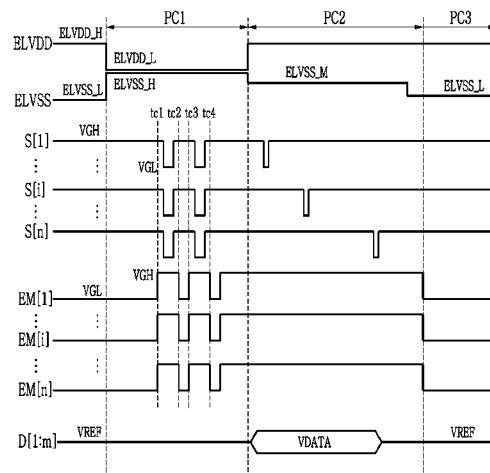 PC1 PC2 PC3
ELVDD ELVDD_H ELVDD_L
ELVSS ELVSS_L ELVSS_H ELVSS_M ELVSS_L
tc1 tc2 tc3 tc4
S[1] VGH VGL
⋮ ⋮
S[i]
⋮ ⋮
S[n]
EM[1] VGL VGH
⋮ ⋮
EM[i]
⋮ ⋮
EM[n]
D[1:m] VREF VDATA VREF